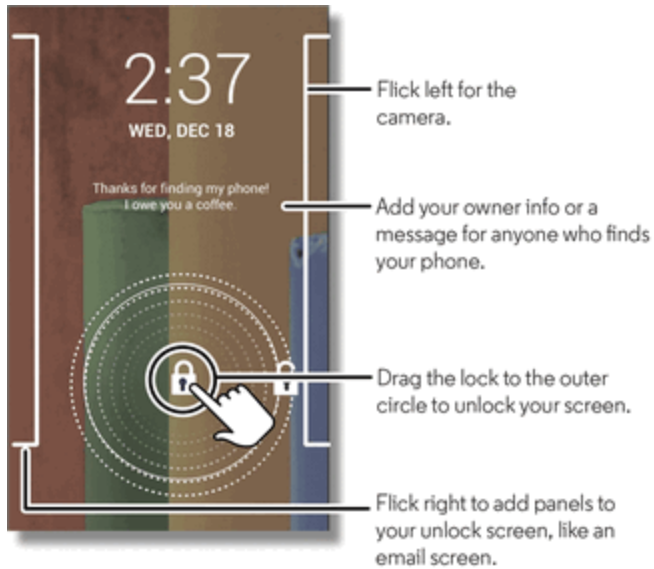 2:37
WED, DEC 18
Thanks for finding my phone!
I owe you a coffee.
Flick left for the
camera.
Add your owner info or a
message for anyone who finds
your phone.
Drag the lock to the outer
circle to unlock your screen.
Flick right to add panels to
your unlock screen, like an
email screen.